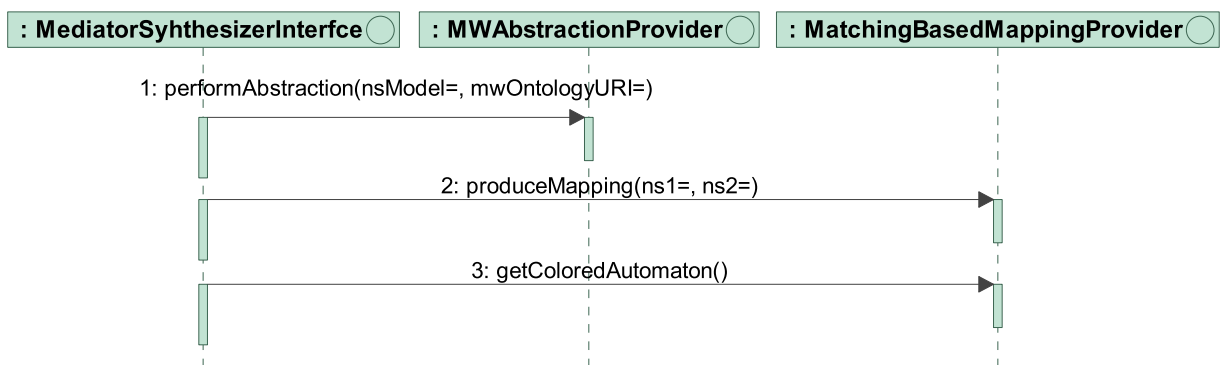 : MediatorSyhthesizerInterfce
: MWAbstractionProvider
: MatchingBasedMappingProvider
1: performAbstraction(nsModel=, mwOntologyURI=)
2: produceMapping(ns1=, ns2=)
3: getColoredAutomaton()